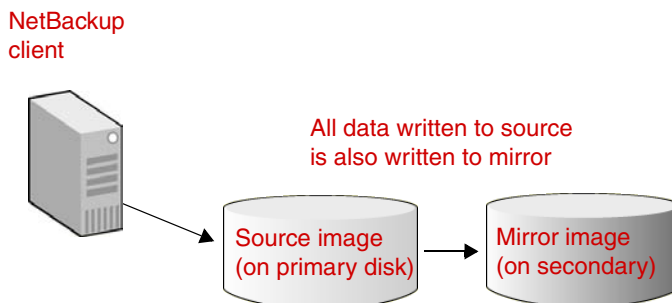 NetBackup
client
All data written to source
is also written to mirror
Source image
(on primary disk)
Mirror image
(on secondary)